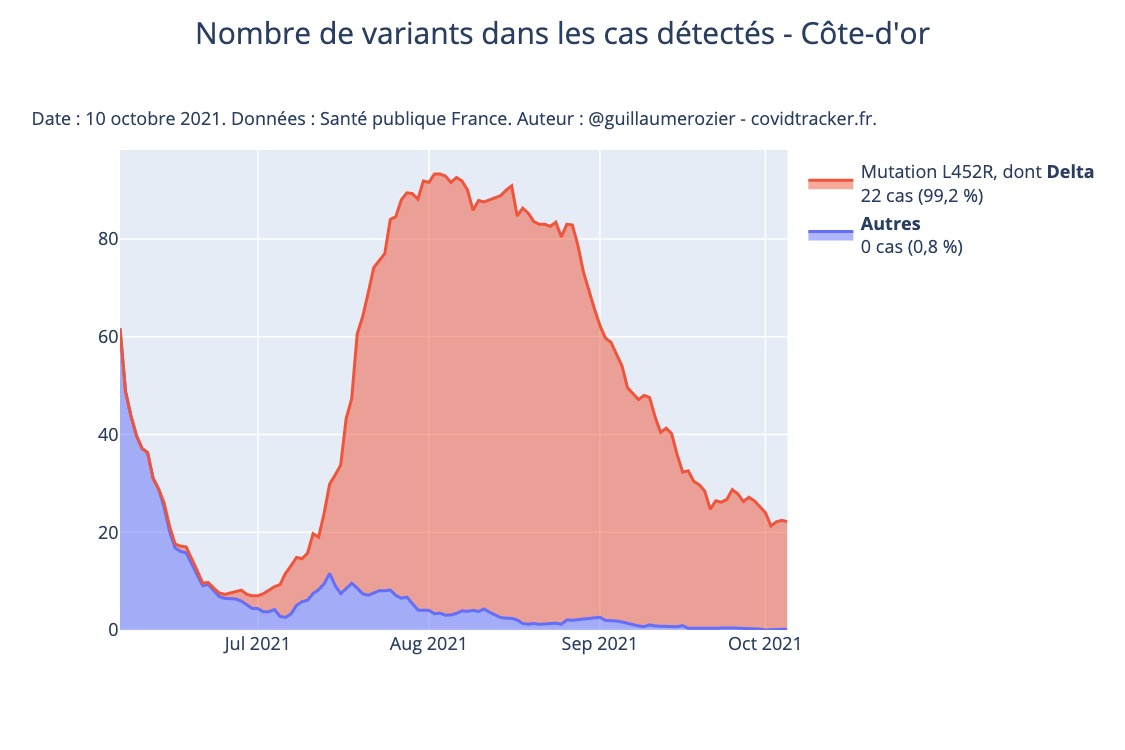 Nombre de variants dans les cas détectés - Côte-d'or
Date : 10 octobre 2021. Données : Santé publique France. Auteur : @guillaumerozier - covidtracker.fr.
Mutation L452R, dont Delta
22 cas (99,2 %)
Autres
0 cas (0,8 %)
80
60
40
20
0
Jul 2021
Aug 2021
Sep 2021
Oct 2021